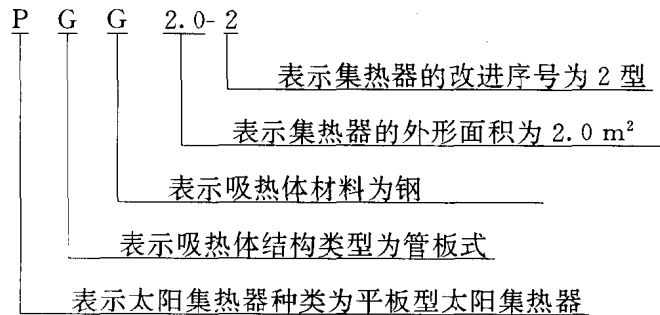 P G G 2.0-2
表示集热器的改进序号为 2 型
表示集热器的外形面积为 2.0 m²
表示吸热体材料为钢
表示吸热体结构类型为管板式
表示太阳集热器种类为平板型太阳集热器